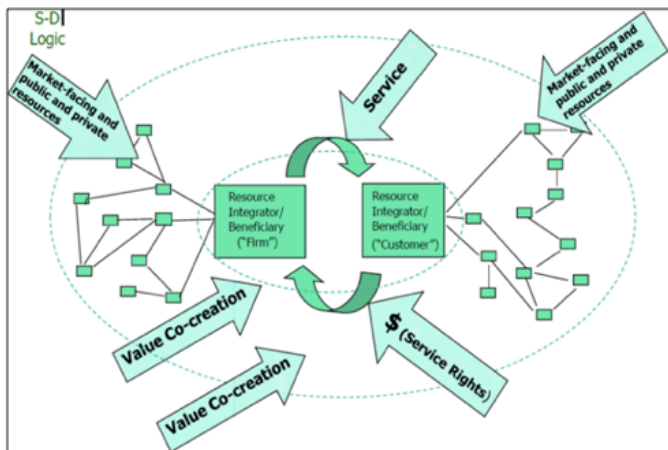 S-D
Logic
Market-facing and
public and private
resources
Service
Market-facing and
public and private
resources
Resource
Integrator/
Beneficiary
("Firm")
Resource
Integrator/
Beneficiary
("Customer")
Value Co-creation
Value Co-creation
$ (Service Rights)